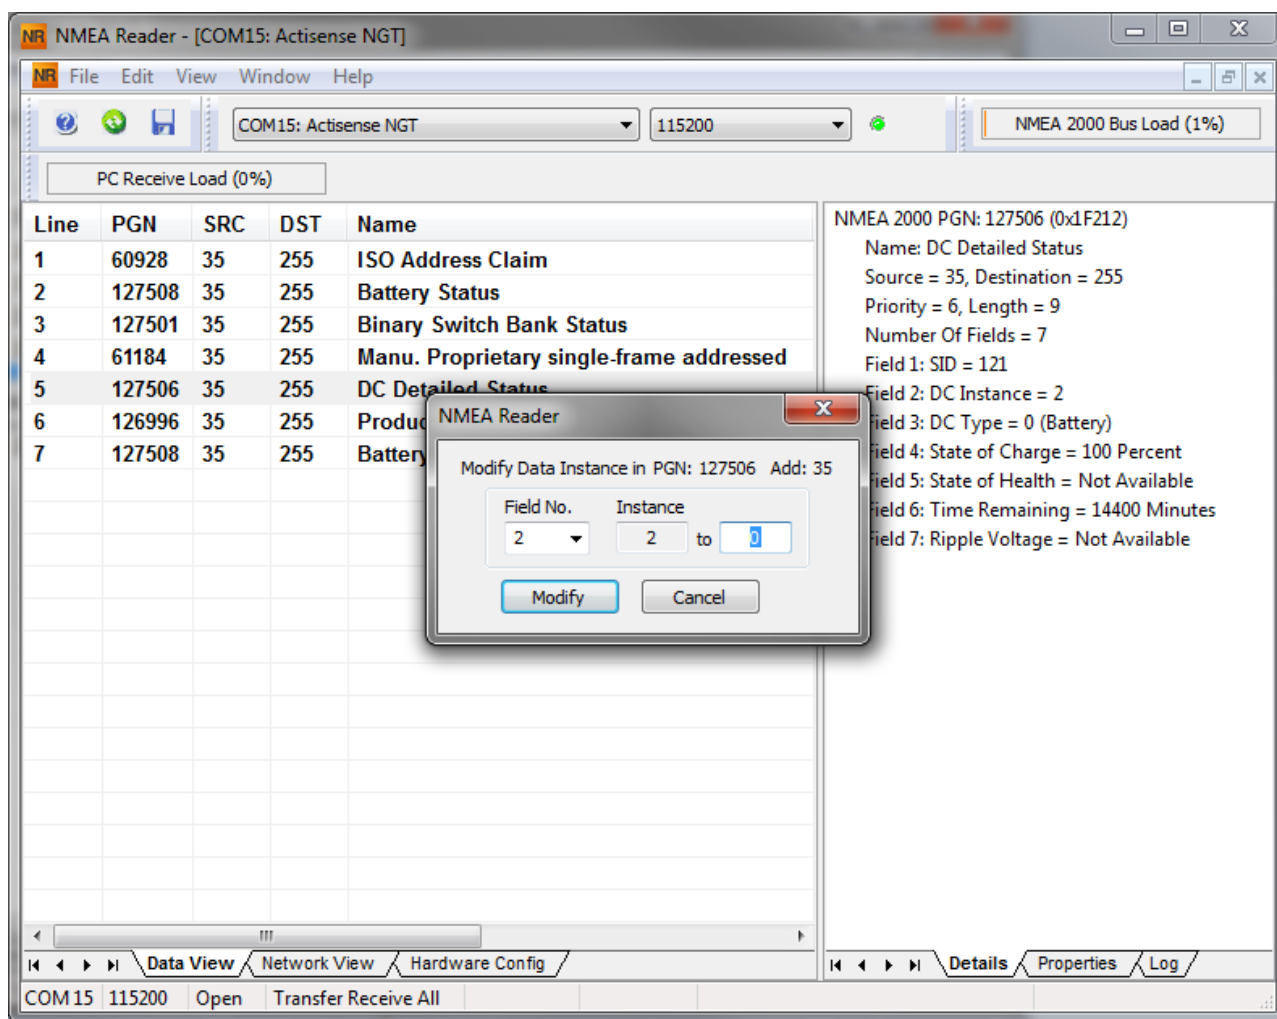 NR NMEA Reader - [COM15: Actisense NGT]
NR File Edit View Window Help
COM15: Actisense NGT 115200 NMEA 2000 Bus Load (1%)
PC Receive Load (0%)
Line PGN SRC DST Name
1 60928 35 255 ISO Address Claim
2 127508 35 255 Battery Status
3 127501 35 255 Binary Switch Bank Status
4 61184 35 255 Manu. Proprietary single-frame addressed
5 127506 35 255 DC Detailed Status
6 126996 35 255 Produc
7 127508 35 255 Battery
NMEA Reader
Modify Data Instance in PGN: 127506 Add: 35
Field No. Instance
2 2 to 0
Modify Cancel
NMEA 2000 PGN: 127506 (0x1F212)
Name: DC Detailed Status
Source = 35, Destination = 255
Priority = 6, Length = 9
Number Of Fields = 7
Field 1: SID = 121
Field 2: DC Instance = 2
Field 3: DC Type = 0 (Battery)
Field 4: State of Charge = 100 Percent
Field 5: State of Health = Not Available
Field 6: Time Remaining = 14400 Minutes
Field 7: Ripple Voltage = Not Available
Data View Network View Hardware Config
Details Properties Log
COM 15 115200 Open Transfer Receive All